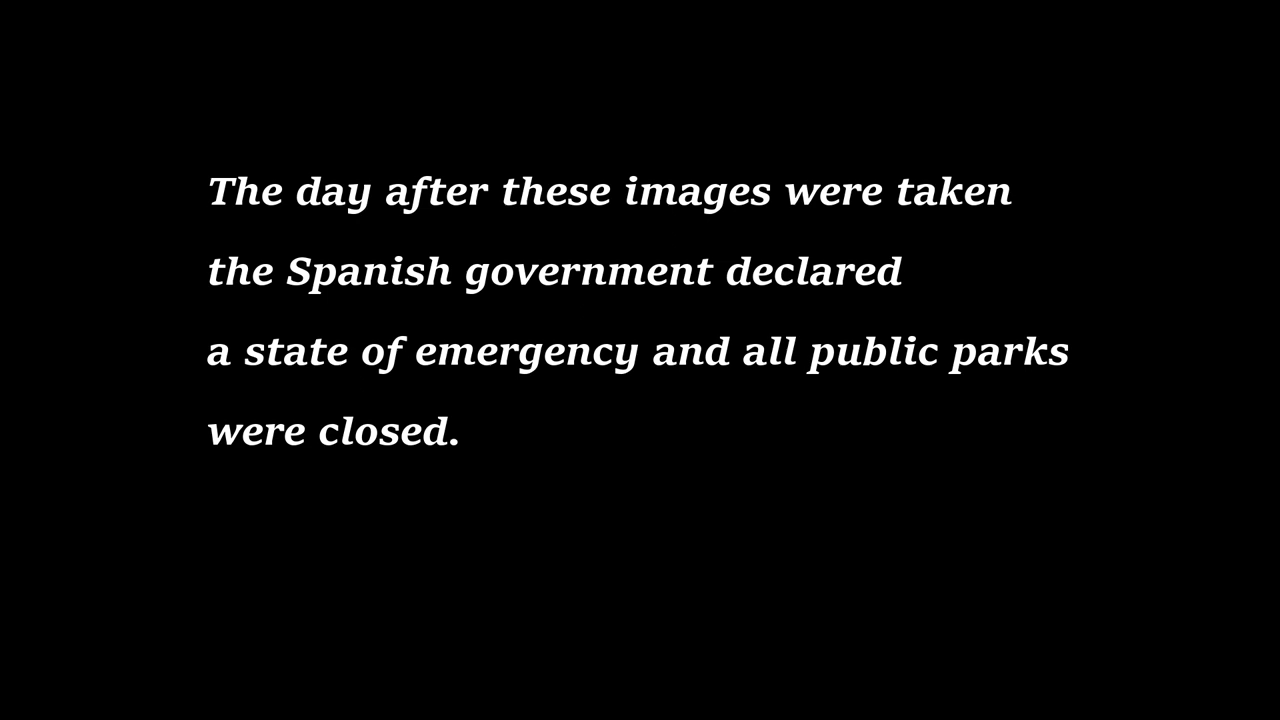 The day after these images were taken
the Spanish government declared
a state of emergency and all public parks
were closed.